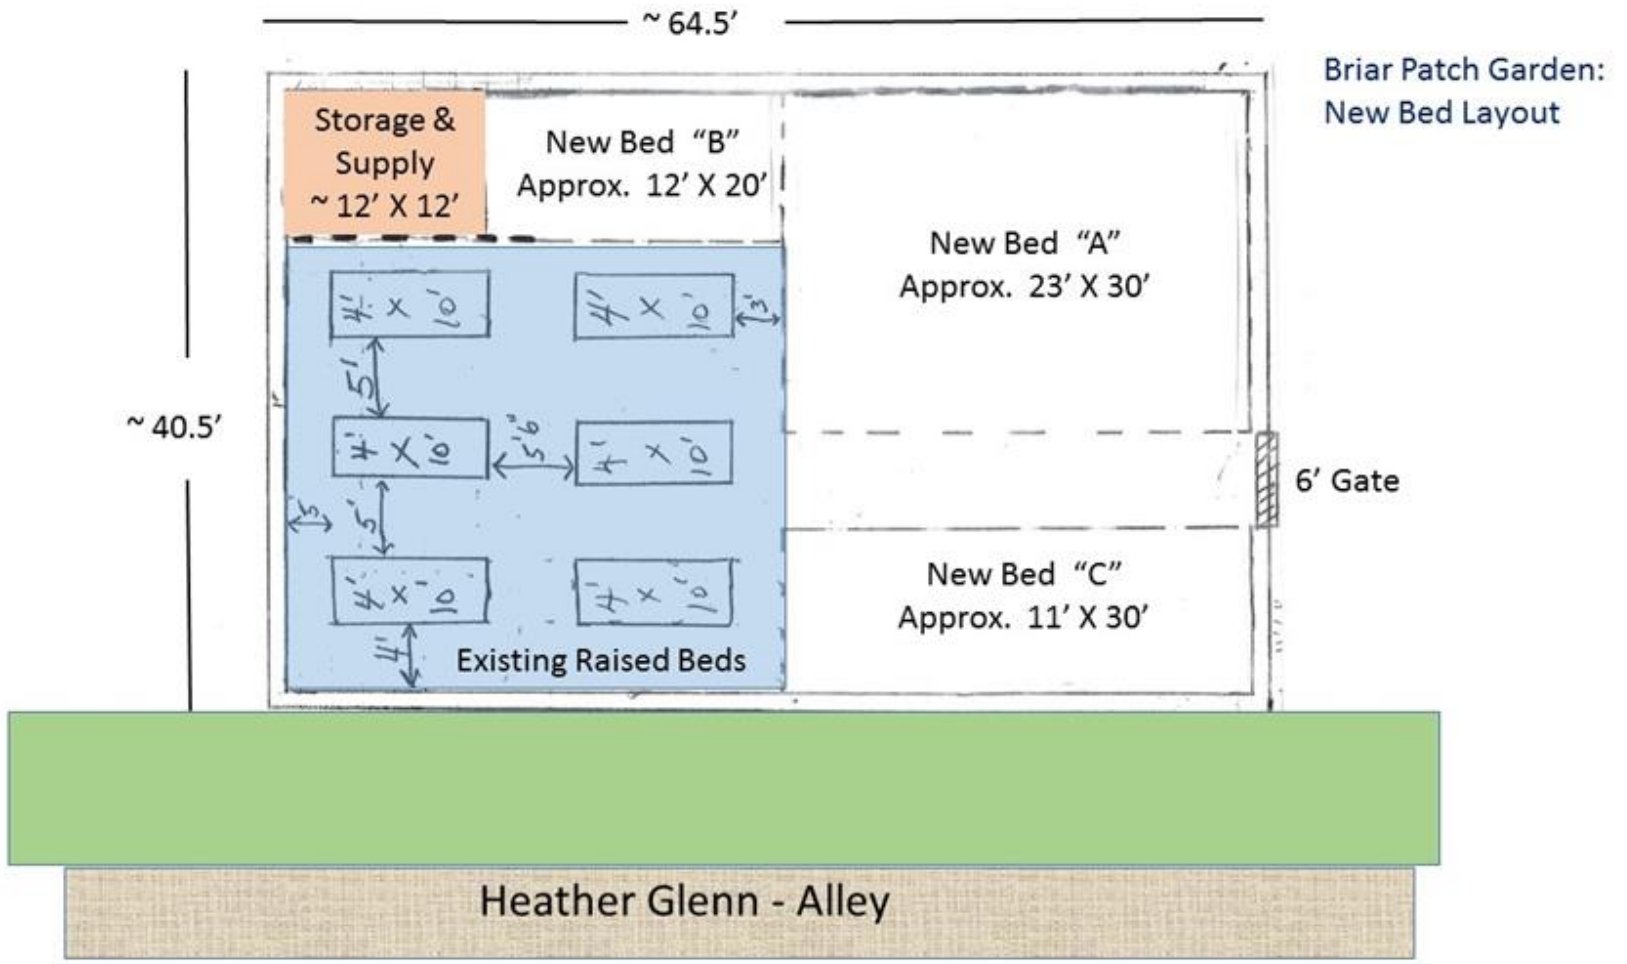 ~ 64.5’
Briar Patch Garden:
New Bed Layout
Storage &
Supply
~ 12’ X 12’
New Bed “B”
Approx. 12’ X 20’
New Bed “A”
Approx. 23’ X 30’
4' X 10'
4' X 10'
3'
5'
~ 40.5’
4' X 10'
5'6"
4' X 10'
6’ Gate
5'
5'
4' X 10'
4' X 10'
New Bed “C”
Approx. 11’ X 30’
4'
Existing Raised Beds
Heather Glenn - Alley